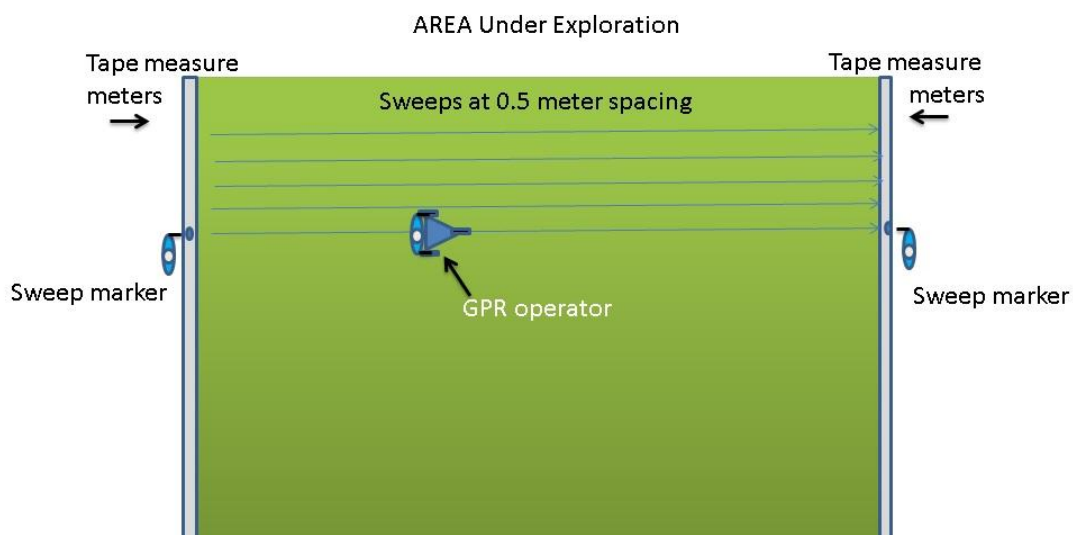 AREA Under Exploration
Tape measure
meters
Tape measure
meters
Sweeps at 0.5 meter spacing
Sweep marker
GPR operator
Sweep marker